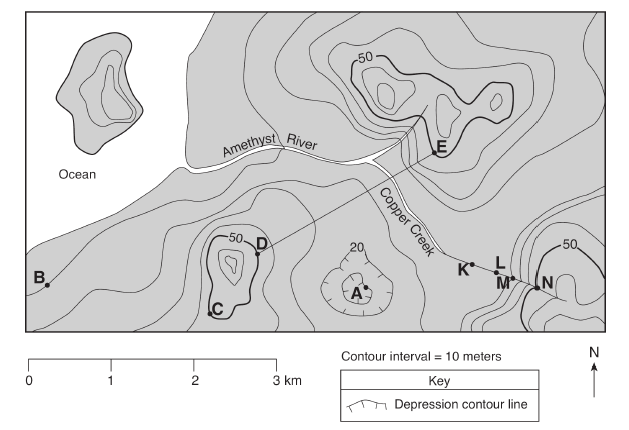 50
E
Amethyst River
Ocean
Copper Creek
50
D
20
50
K
L
M
N
B
A
C
0 1 2 3 km
Contour interval = 10 meters
N
Key
Depression contour line